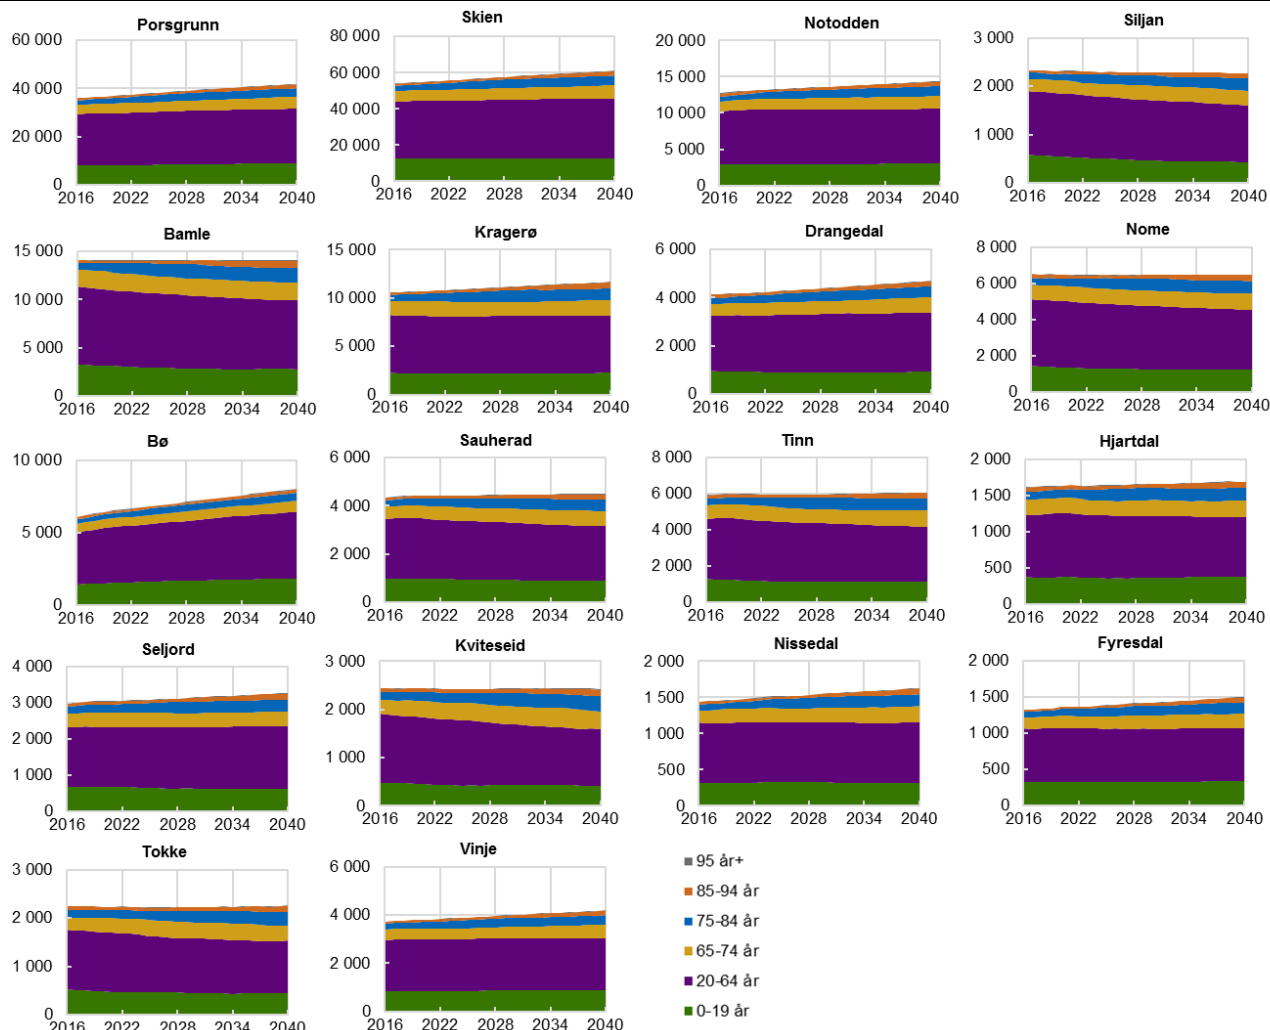 Porsgrunn
60 000
40 000
20 000
0
2016 2022 2028 2034 2040
Skien
80 000
60 000
40 000
20 000
0
2016 2022 2028 2034 2040
Notodden
20 000
15 000
10 000
5 000
0
2016 2022 2028 2034 2040
Siljan
3 000
2 000
1 000
0
2016 2022 2028 2034 2040
Bamle
15 000
10 000
5 000
0
2016 2022 2028 2034 2040
Kragerø
15 000
10 000
5 000
0
2016 2022 2028 2034 2040
Drangedal
6 000
4 000
2 000
0
2016 2022 2028 2034 2040
Nome
8 000
6 000
4 000
2 000
0
2016 2022 2028 2034 2040
Bø
10 000
5 000
0
2016 2022 2028 2034 2040
Sauherad
6 000
4 000
2 000
0
2016 2022 2028 2034 2040
Tinn
8 000
6 000
4 000
2 000
0
2016 2022 2028 2034 2040
Hjartdal
2 000
1 500
1 000
500
0
2016 2022 2028 2034 2040
Seljord
4 000
3 000
2 000
1 000
0
2016 2022 2028 2034 2040
Kviteseid
3 000
2 000
1 000
0
2016 2022 2028 2034 2040
Nissedal
2 000
1 500
1 000
500
0
2016 2022 2028 2034 2040
Fyresdal
2 000
1 500
1 000
500
0
2016 2022 2028 2034 2040
Tokke
3 000
2 000
1 000
0
2016 2022 2028 2034 2040
Vinje
6 000
4 000
2 000
0
2016 2022 2028 2034 2040
95 år+
85-94 år
75-84 år
65-74 år
20-64 år
0-19 år